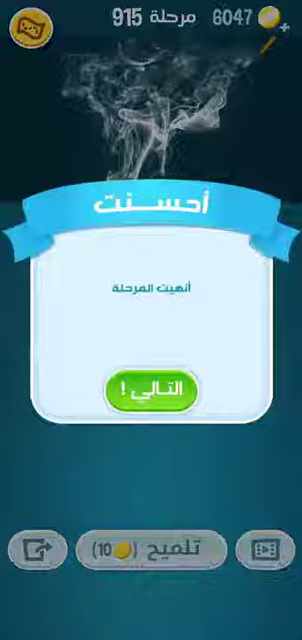 6047 مرحلة 915
أحسنت
أنهيت المرحلة
التالي !
تلميح (10)